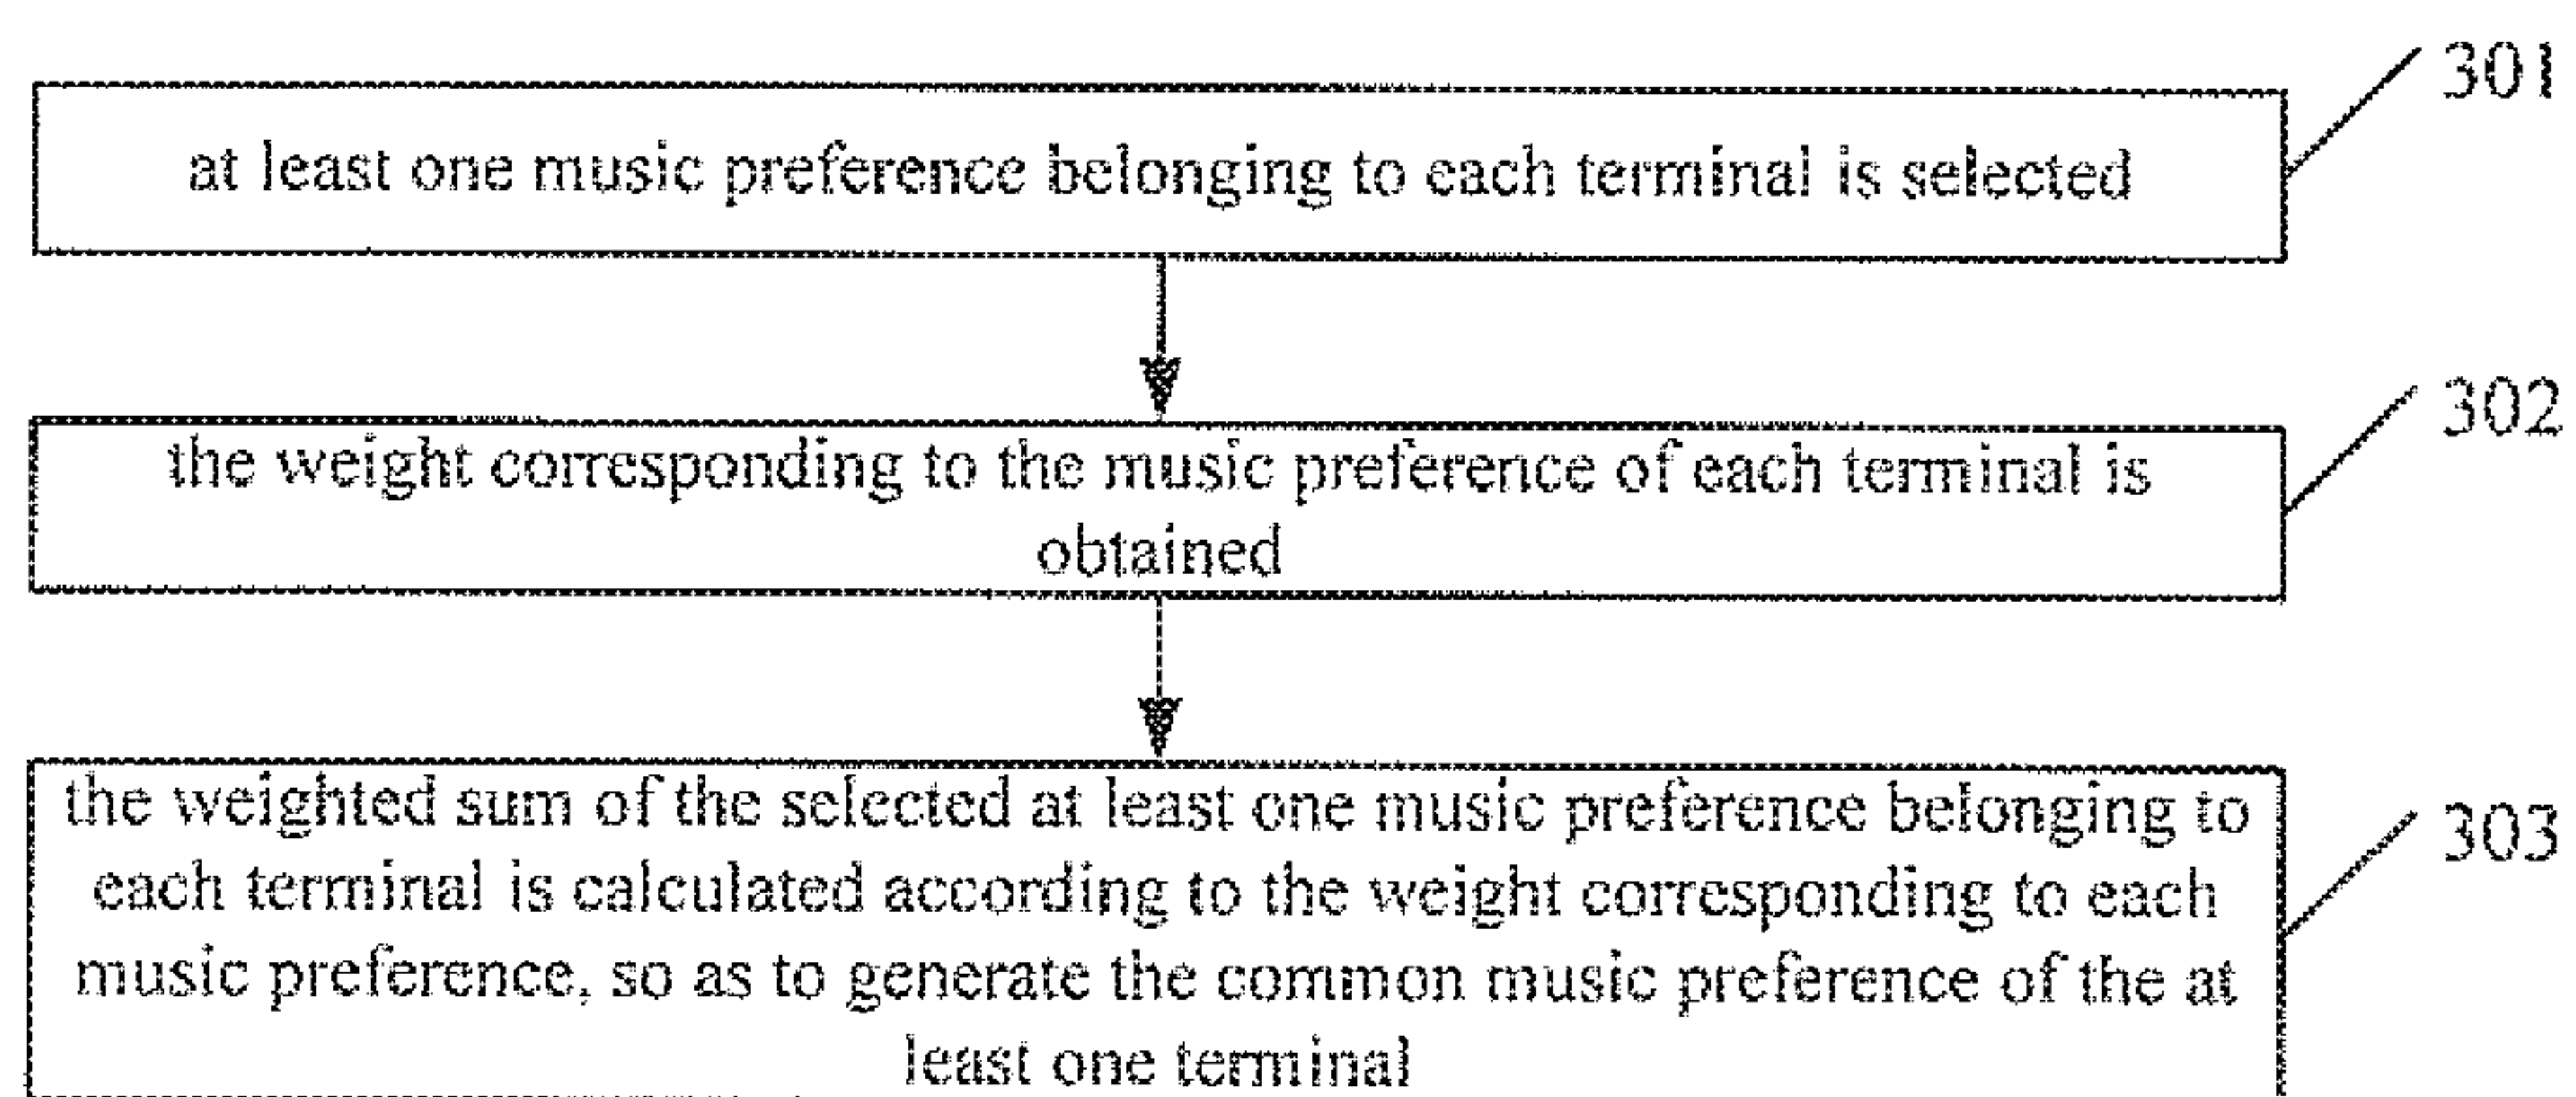 301
at least one music preference belonging to each terminal is selected
302
the weight corresponding to the music preference of each terminal is
obtained
the weighted sum of the selected at least one music preference belonging to
303
each terminal is calculated according to the weight corresponding to each
music preference, so as to generate the common music preference of the at
least one terminal